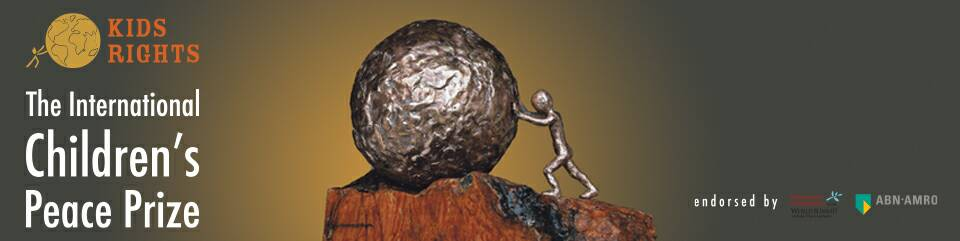 KIDS
RIGHTS
The International
Children's
Peace Prize
endorsed by
ABN·AMRO